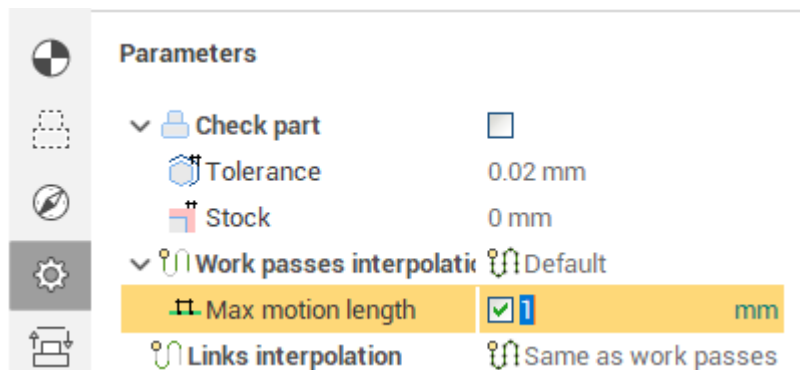 Parameters
Check part
Tolerance 0.02 mm
Stock 0 mm
Work passes interpolatic Default
Max motion length 1 mm
Links interpolation Same as work passes